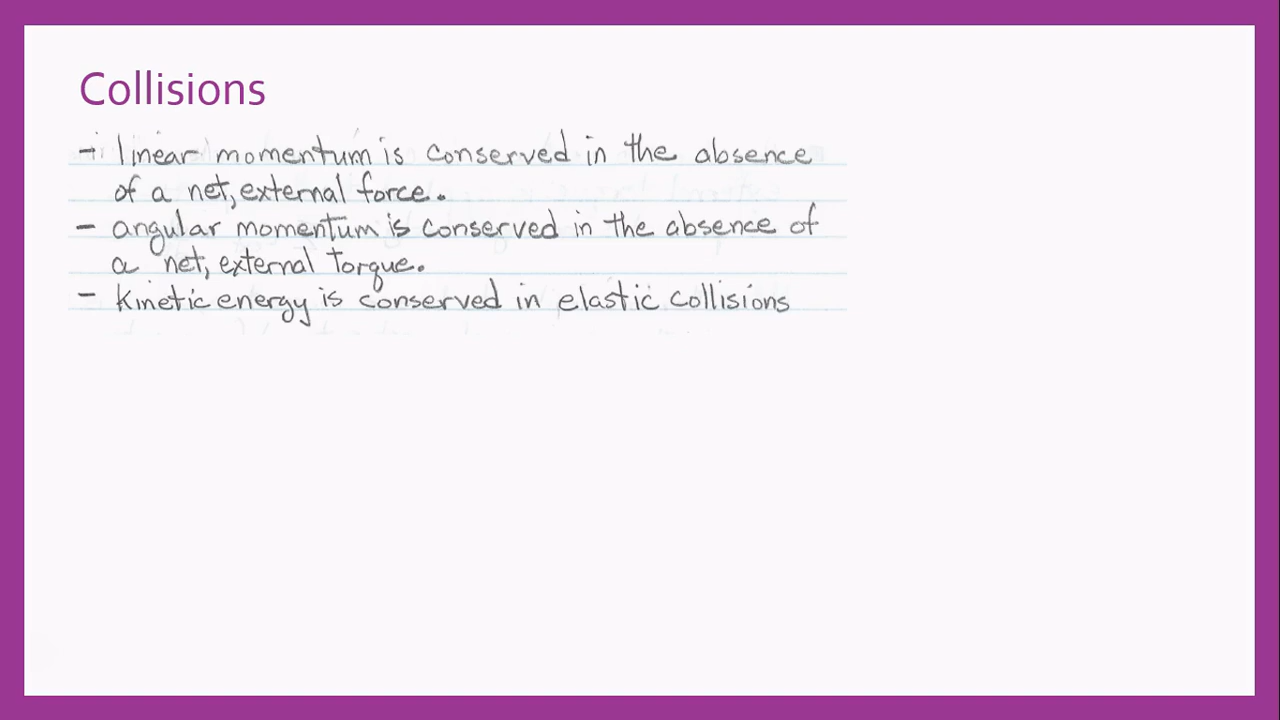 Collisions
- linear momentum is conserved in the absence
of a net, external force.
- angular momentum is conserved in the absence of
a net, external torque.
- Kinetic energy is conserved in elastic collisions